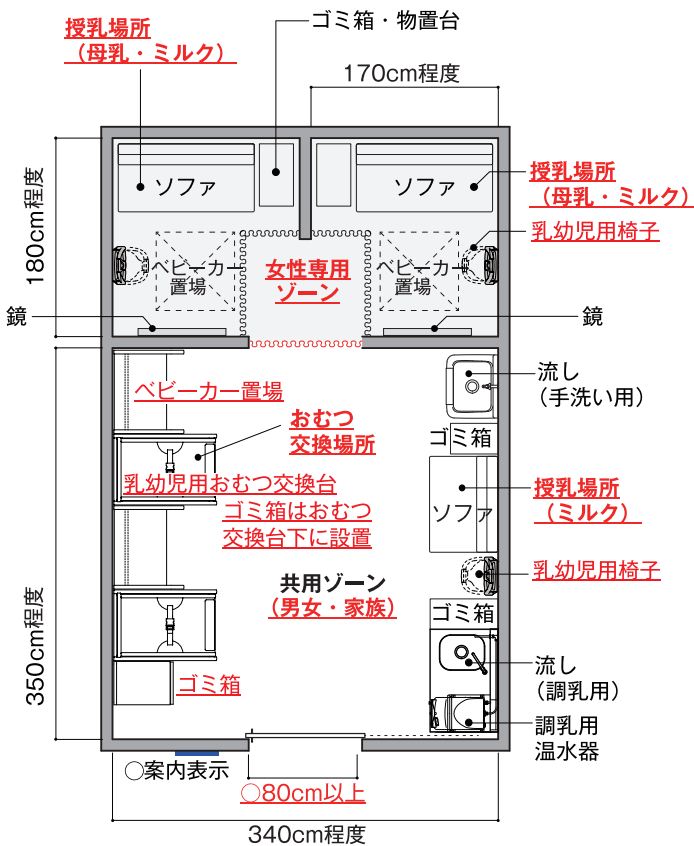 ゴミ箱・物置台
授乳場所
（母乳・ミルク）
170cm程度
ソファ
ソファ
授乳場所
（母乳・ミルク）
乳幼児用椅子
180cm程度
ベビーカー
置場
女性専用
ゾーン
ベビーカー
置場
鏡
鏡
ベビーカー置場
流し
（手洗い用）
おむつ
交換場所
ゴミ箱
乳幼児用おむつ交換台
ゴミ箱はおむつ
交換台下に設置
ソファ
授乳場所
（ミルク）
共用ゾーン
（男女・家族）
乳幼児用椅子
350cm程度
ゴミ箱
ゴミ箱
流し
（調乳用）
調乳用
温水器
○案内表示
○80cm以上
340cm程度